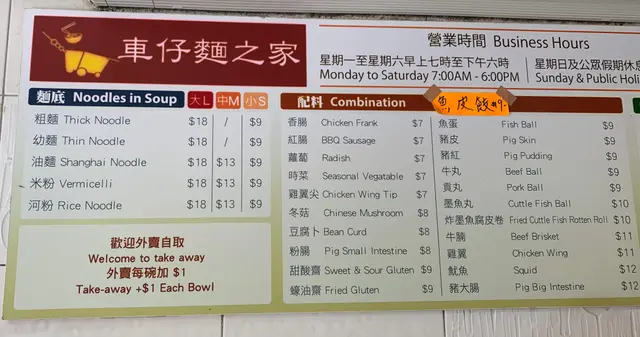 車仔麵之家
營業時間 Business Hours
星期一至星期六早上七時至下午六時
Monday to Saturday 7:00AM - 6:00PM
星期日及公眾假期休息
Sunday & Public Holi
麵底 Noodles in Soup 大L 中M 小S
粗麵 Thick Noodle $18 / $9
幼麵 Thin Noodle $18 / $9
油麵 Shanghai Noodle $18 $13 $9
米粉 Vermicelli $18 $13 $9
河粉 Rice Noodle $18 $13 $9
歡迎外賣自取
Welcome to take away
外賣每碗加 $1
Take-away +$1 Each Bowl
配料 Combination
魚皮餃 $9.
香腸 Chicken Frank $7
紅腸 BBQ Sausage $7
蘿蔔 Radish $7
時菜 Seasonal Vegatable $7
雞翼尖 Chicken Wing Tip $7
冬菇 Chinese Mushroom $8
豆腐卜 Bean Curd $8
粉腸 Pig Small Intestine $8
甜酸齋 Sweet & Sour Gluten $9
蠔油齋 Fried Gluten $9
魚蛋 Fish Ball $9
豬皮 Pig Skin $9
豬紅 Pig Pudding $9
牛丸 Beef Ball $9
貢丸 Pork Ball $9
墨魚丸 Cuttle Fish Ball $10
炸墨魚腐皮卷 Fried Cuttle Fish Rotten Roll $10
牛腩 Beef Brisket $11
雞翼 Chicken Wing $11
魷魚 Squid $12
豬大腸 Pig Big Intestine $12